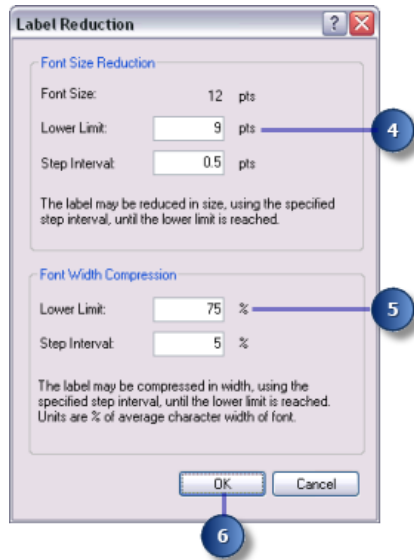 Label Reduction
Font Size Reduction
Font Size: 12 pts
Lower Limit: 9 pts 4
Step Interval: 0.5 pts
The label may be reduced in size, using the specified
step interval, until the lower limit is reached.
Font Width Compression
Lower Limit: 75 % 5
Step Interval: 5 %
The label may be compressed in width, using the
specified step interval, until the lower limit is reached.
Units are % of average character width of font.
OK Cancel
6